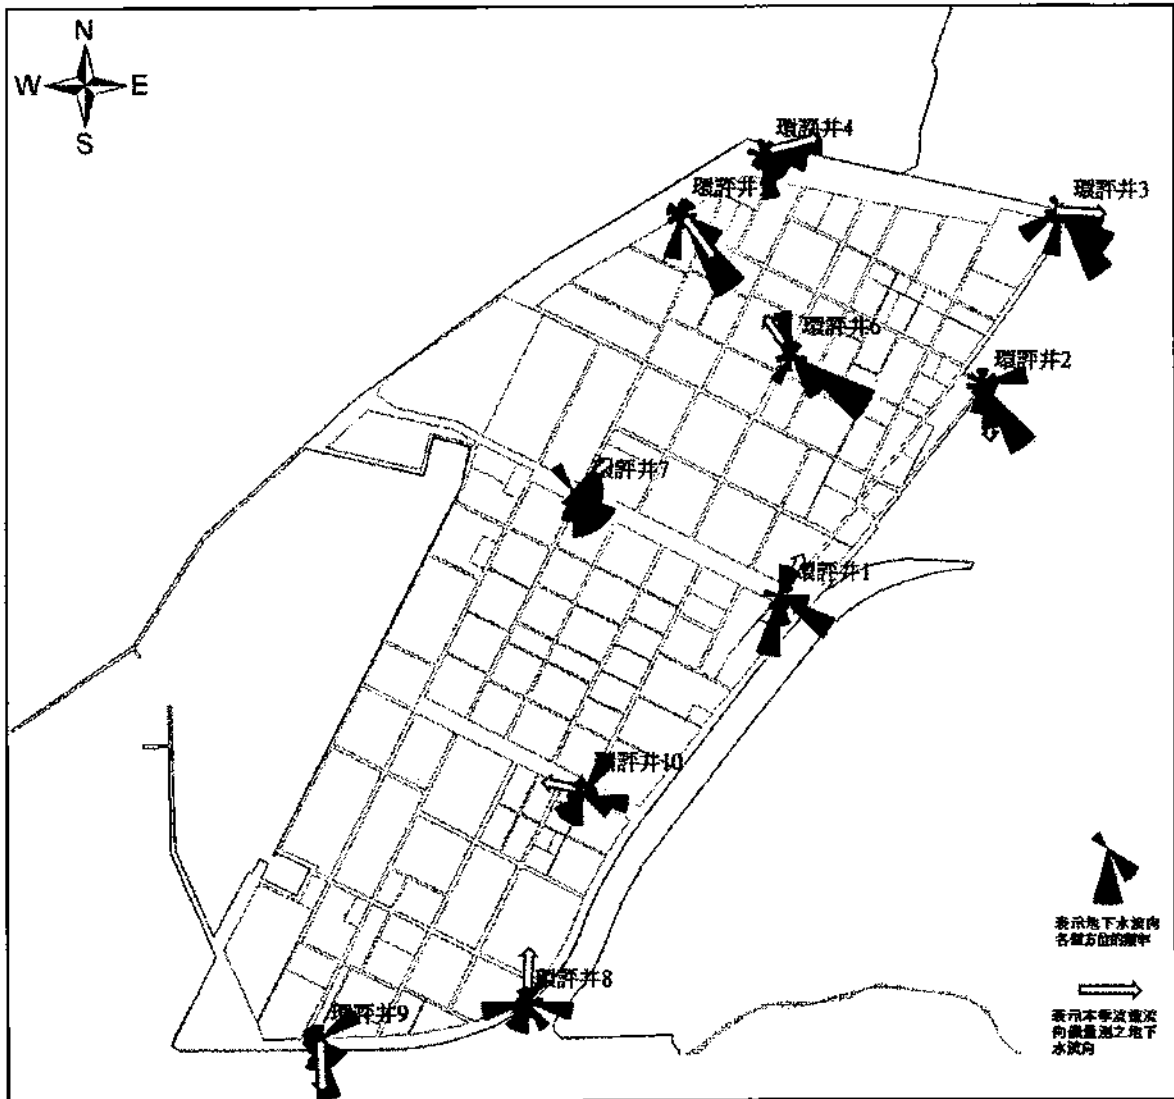 N
W E
S
環評井4
環評井
環評井3
環評井6
環評井2
環評井7
環評井1
環評井10
環評井8
環評井9
表示地下水流向
各個方位的頻率
表示本季流速流
向儀量測之地下
水流向